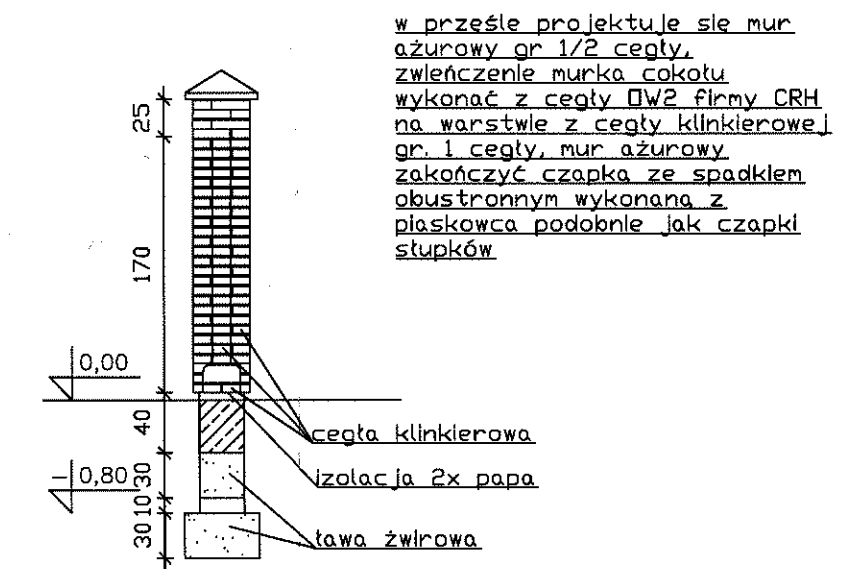 w przęśle projektuje się mur
ażurowy gr 1/2 cegły,
zwieńczenie murka cokołu
wykonać z cegły OW2 firmy CRH
na warstwie z cegły klinkierowej
gr. 1 cegły, mur ażurowy
zakończyć czapka ze spadkiem
obustronnym wykonaną z
piaskowca podobnie jak czapki
słupków
25
170
0,00
40
cegła klinkierowa
30
- 0,80
izolacja 2x papa
10
30
ława żwirowa